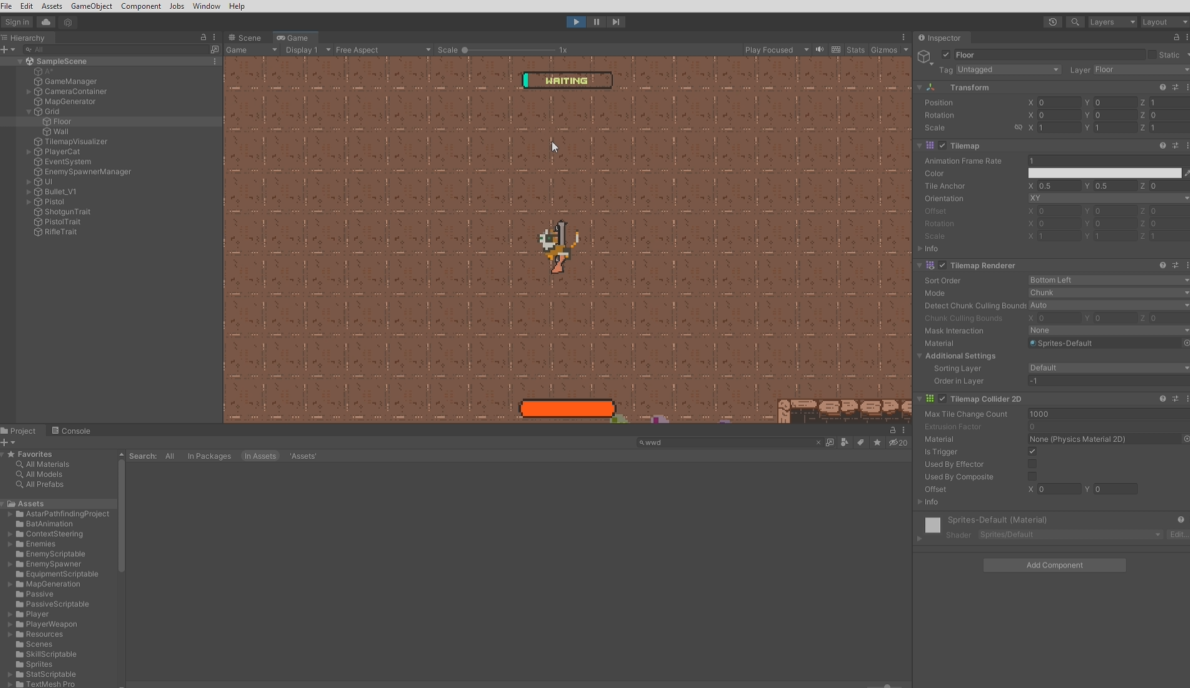 File Edit Assets GameObject Component Jobs Window Help
Sign in Layers Layout
Hierarchy Scene Game Inspector
All Game Display 1 Free Aspect Scale 1x Play Focused Stats Gizmos
SampleScene
A*
GameManager
CameraContainer
MapGenerator
Grid
Floor
Wall
TilemapVisualizer
PlayerCat
EventSystem
EnemySpawnerManager
UI
Bullet_V1
Pistol
ShotgunTrait
PistolTrait
RifleTrait
WAITING
Floor Static
Tag Untagged Layer Floor
Transform
Position X 0 Y 0 Z 1
Rotation X 0 Y 0 Z 0
Scale X 1 Y 1 Z 1
Tilemap
Animation Frame Rate 1
Color
Tile Anchor X 0.5 Y 0.5 Z 0
Orientation XY
Offset X 0 Y 0 Z 0
Rotation X 0 Y 0 Z 0
Scale X 1 Y 1 Z 1
Info
Tilemap Renderer
Sort Order Bottom Left
Mode Chunk
Detect Chunk Culling Bounds Auto
Chunk Culling Bounds X 0 Y 0 Z 0
Mask Interaction None
Material Sprites-Default
Additional Settings
Sorting Layer Default
Order in Layer -1
Tilemap Collider 2D
Max Tile Change Count 1000
Extrusion Factor 0
Material None (Physics Material 2D)
Is Trigger
Used By Effector
Used By Composite
Offset X 0 Y 0
Info
Sprites-Default (Material)
Shader Sprites/Default Edit...
Add Component
Project Console
wwd 20
Search: All In Packages In Assets 'Assets'
Favorites
All Materials
All Models
All Prefabs
Assets
AstarPathfindingProject
BatAnimation
ContextSteering
Enemies
EnemyScriptable
EnemySpawner
EquipmentScriptable
MapGeneration
Passive
PassiveScriptable
Player
PlayerWeapon
Resources
Scenes
SkillScriptable
Spriites
StatScriptable
TextMesh Pro